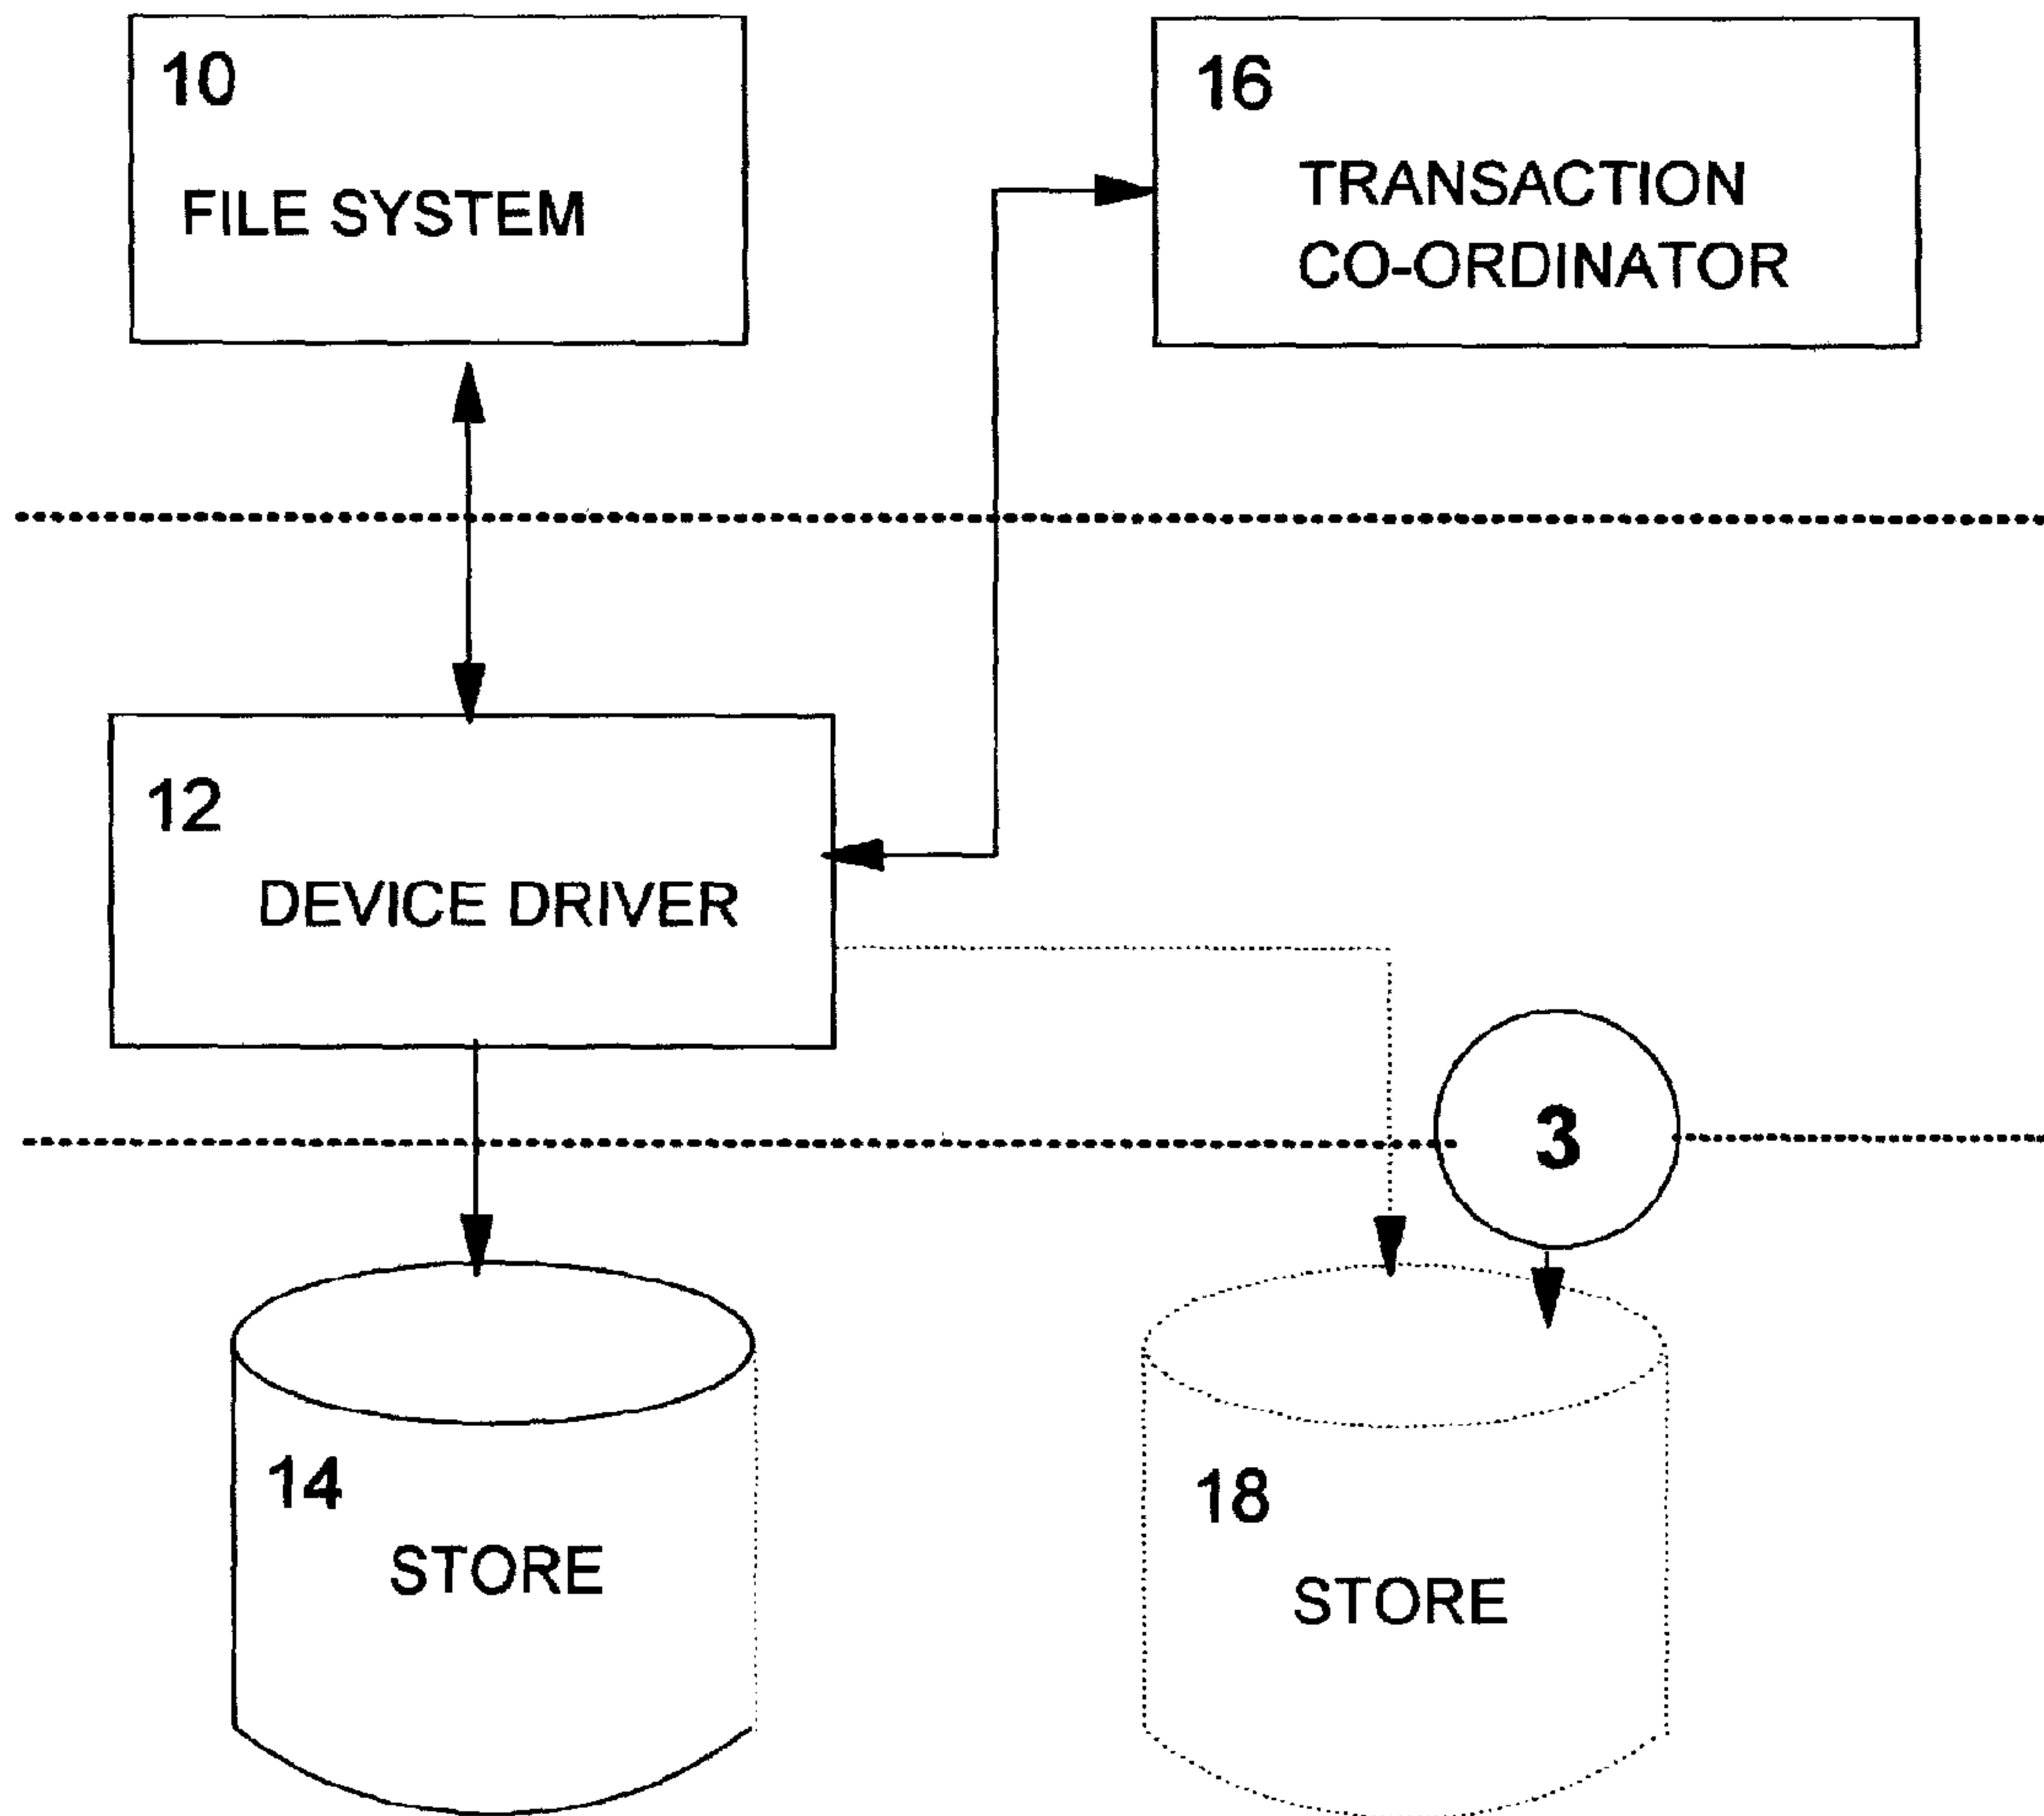 10
FILE SYSTEM
16
TRANSACTION
CO-ORDINATOR
12
DEVICE DRIVER
3
14
STORE
18
STORE